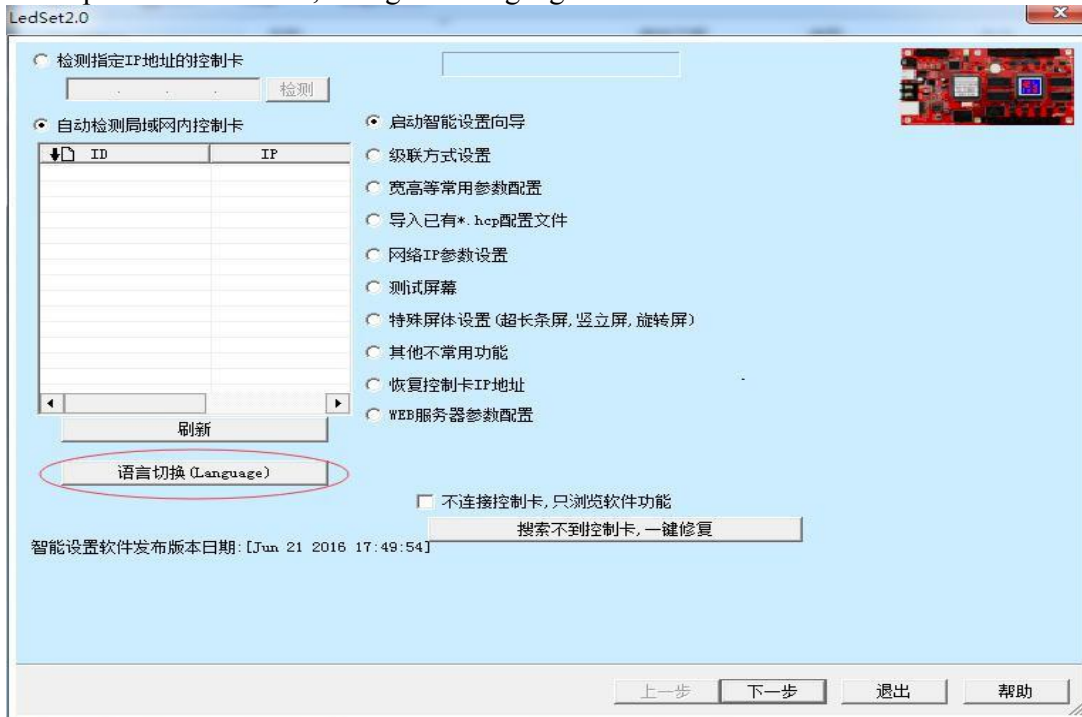 LedSet2.0
检测指定IP地址的控制卡
. . . 检测
自动检测局域网内控制卡
ID IP
刷新
语言切换(Language)
启动智能设置向导
级联方式设置
宽高等常用参数配置
导入已有*.hcp配置文件
网络IP参数设置
测试屏幕
特殊屏体设置(超长条屏,竖立屏,旋转屏)
其他不常用功能
恢复控制卡IP地址
WEB服务器参数配置
不连接控制卡,只浏览软件功能
搜索不到控制卡,一键修复
智能设置软件发布版本日期:[Jun 21 2016 17:49:54]
上一步 下一步 退出 帮助